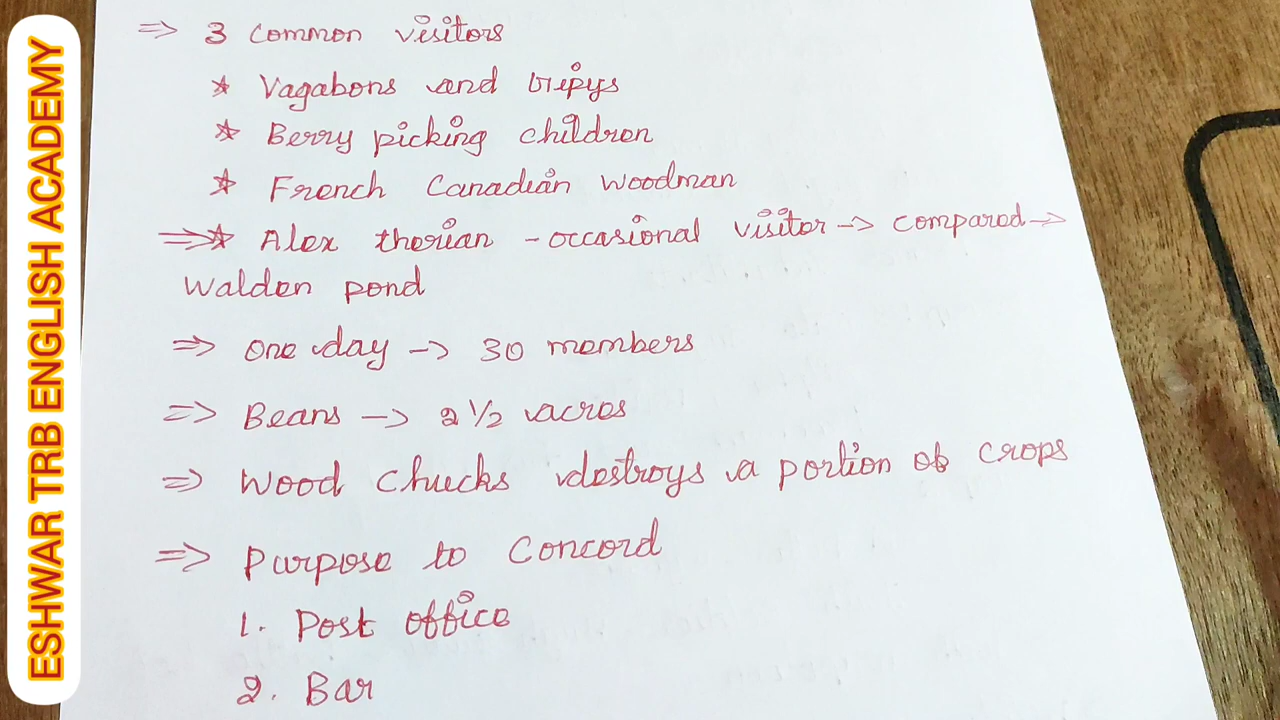 ESHWAR TRB ENGLISH ACADEMY
⇒ 3 common visitors
* Vagabons and
* Berry picking children
* French Canadian Woodman
⇒* Alex therian - occasional visitor -> compared ->
Walden pond
⇒ One day -> 30 members
⇒ Beans -> 2 1/2 acres
⇒ Wood Chucks destroys a portion of crops
⇒ Purpose to Concord
1. Post office
2. Bar